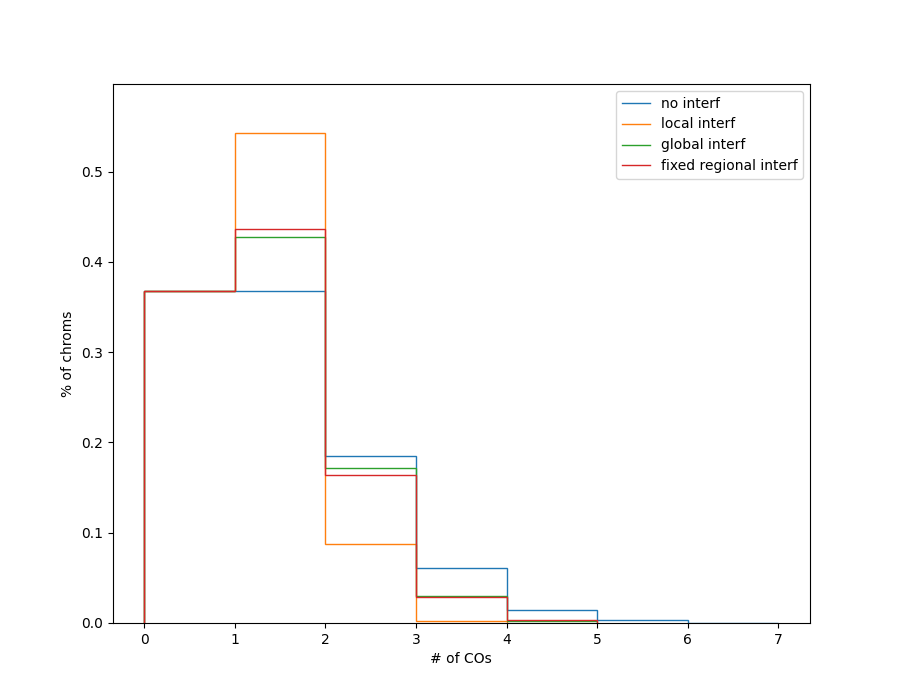 no interf
local interf
global interf
fixed regional interf
0.5
0.4
0.3
0.2
0.1
0.0
% of chroms
0 1 2 3 4 5 6 7
# of COs